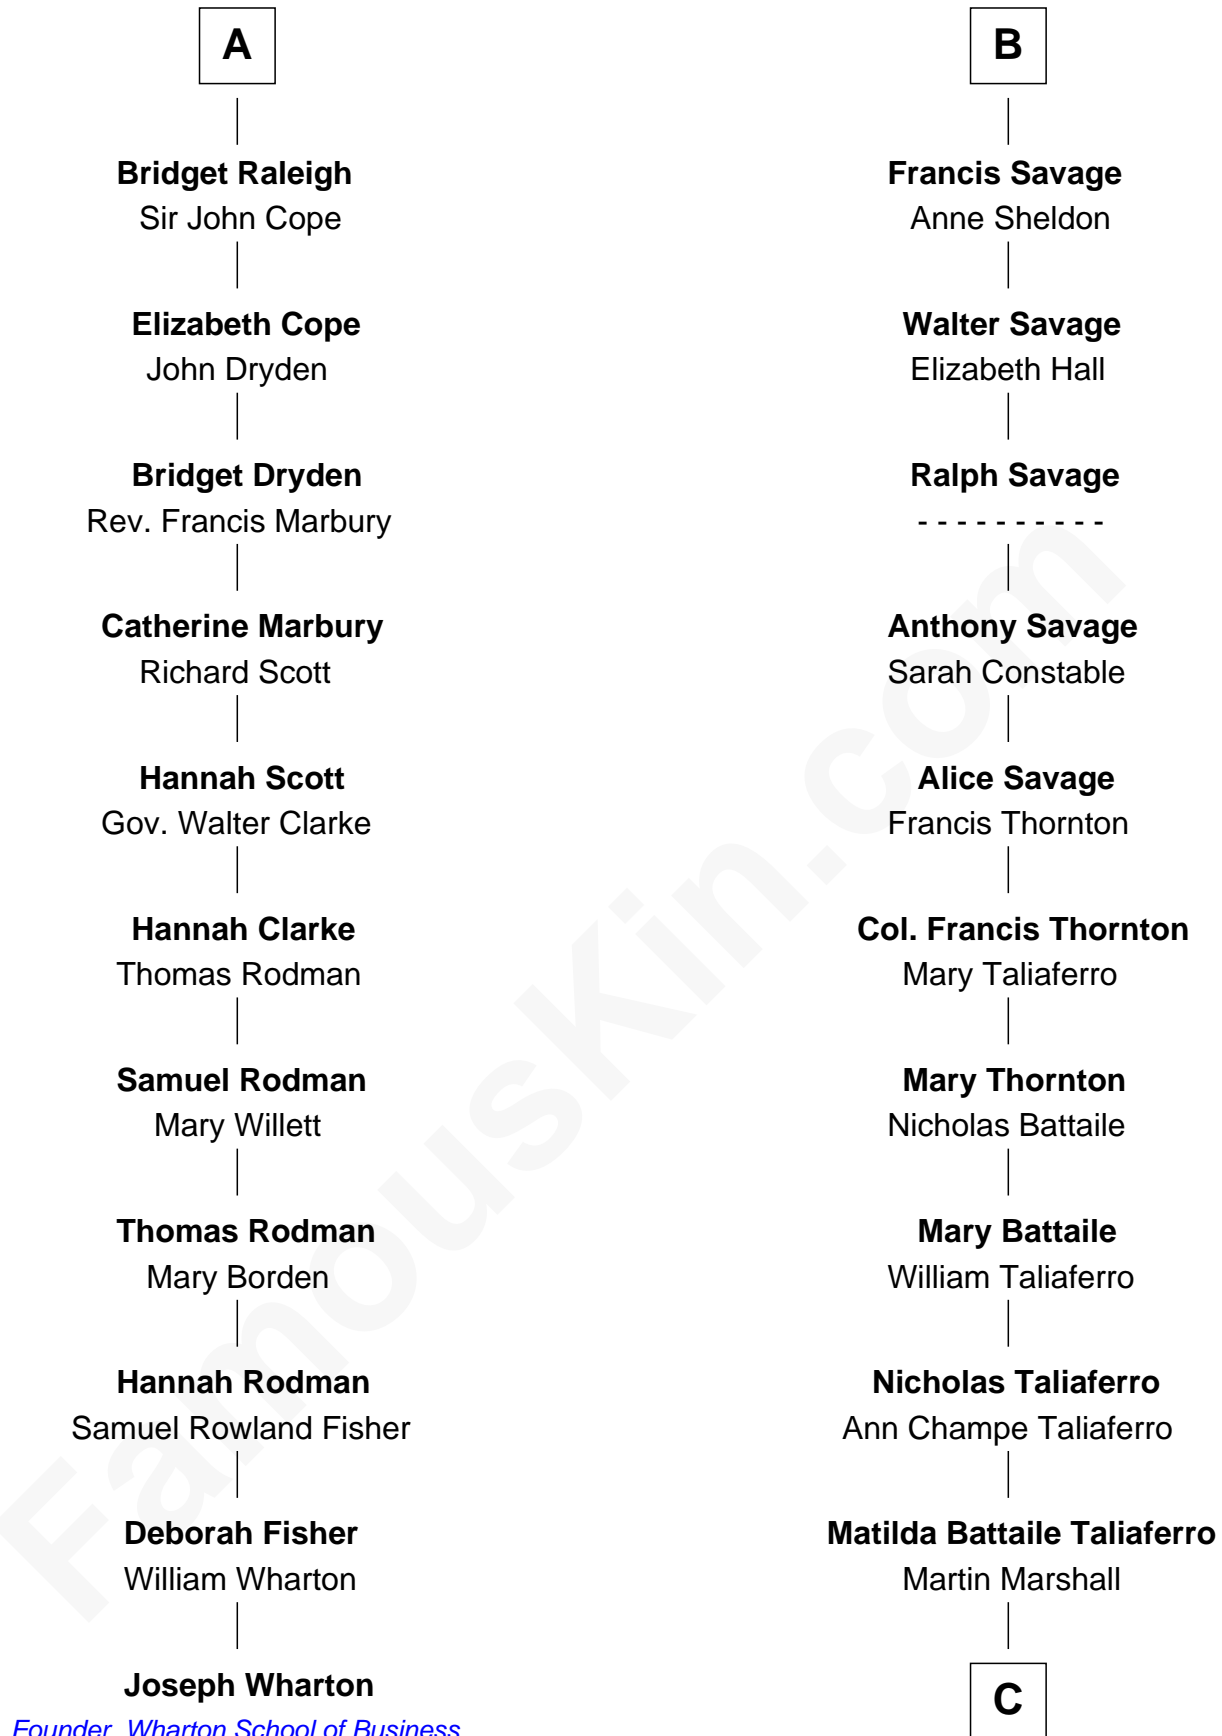 A
Bridget Raleigh
Sir John Cope
Elizabeth Cope
John Dryden
Bridget Dryden
Rev. Francis Marbury
Catherine Marbury
Richard Scott
Hannah Scott
Gov. Walter Clarke
Hannah Clarke
Thomas Rodman
Samuel Rodman
Mary Willett
Thomas Rodman
Mary Borden
Hannah Rodman
Samuel Rowland Fisher
Deborah Fisher
William Wharton
Joseph Wharton
Founder, Wharton School of Business
B
Francis Savage
Anne Sheldon
Walter Savage
Elizabeth Hall
Ralph Savage
- - - - - - - - - -
Anthony Savage
Sarah Constable
Alice Savage
Francis Thornton
Col. Francis Thornton
Mary Taliaferro
Mary Thornton
Nicholas Battaile
Mary Battaile
William Taliaferro
Nicholas Taliaferro
Ann Champe Taliaferro
Matilda Battaile Taliaferro
Martin Marshall
C
FamousKin.com